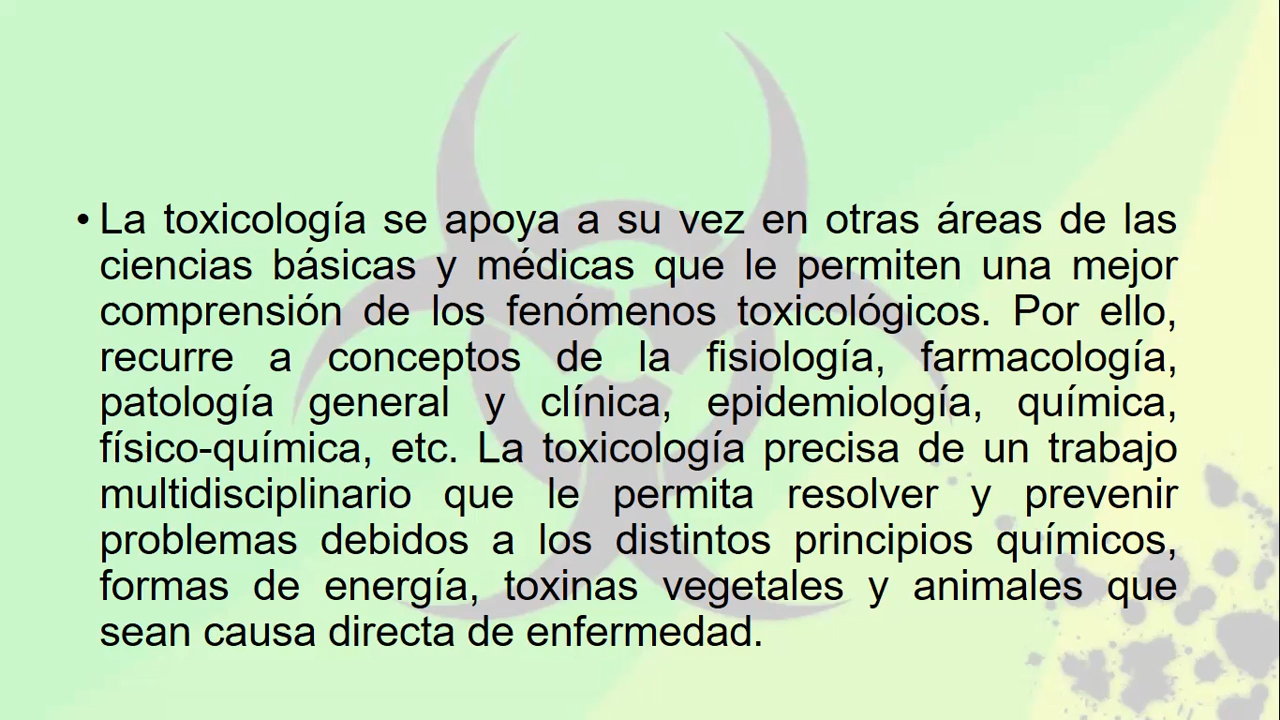 • La toxicología se apoya a su vez en otras áreas de las
ciencias básicas y médicas que le permiten una mejor
comprensión de los fenómenos toxicológicos. Por ello,
recurre a conceptos de la fisiología, farmacología,
patología general y clínica, epidemiología, química,
físico-química, etc. La toxicología precisa de un trabajo
multidisciplinario que le permita resolver y prevenir
problemas debidos a los distintos principios químicos,
formas de energía, toxinas vegetales y animales que
sean causa directa de enfermedad.